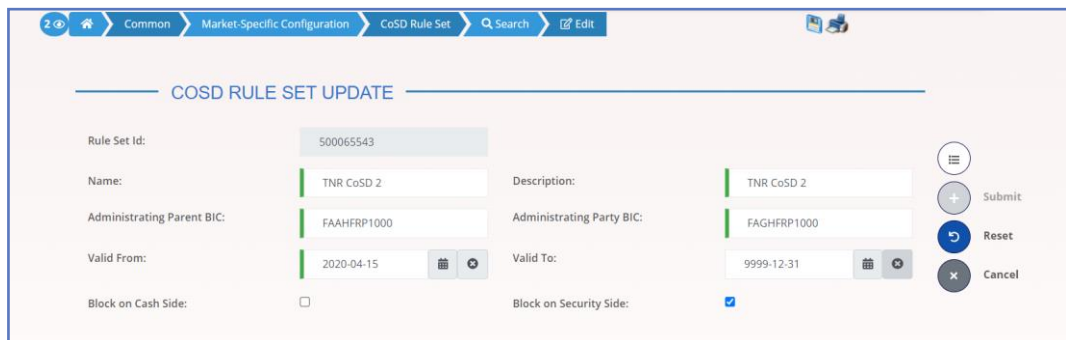 2 Common Market-Specific Configuration CoSD Rule Set Search Edit
COSD RULE SET UPDATE
Rule Set Id: 500065543
Name: TNR CoSD 2 Description: TNR CoSD 2
Submit
Administrating Parent BIC: FAAHFRP1000 Administrating Party BIC: FAGHFRP1000
Reset
Valid From: 2020-04-15 Valid To: 9999-12-31
Cancel
Block on Cash Side: Block on Security Side: